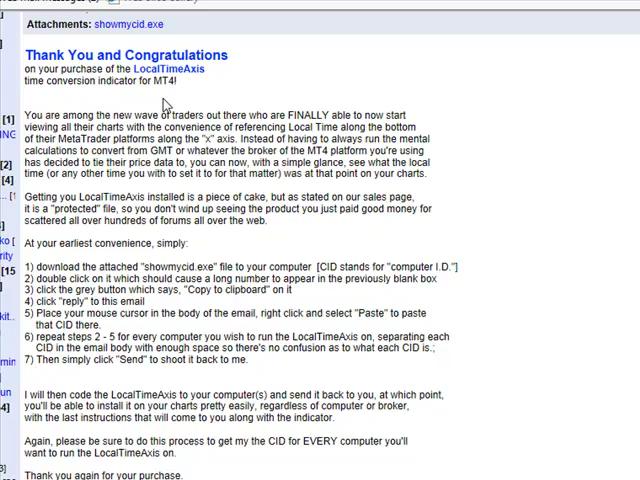 Attachments: showmycid.exe
Thank You and Congratulations
on your purchase of the LocalTimeAxis
time conversion indicator for MT4!
You are among the new wave of traders out there who are FINALLY able to now start
viewing all their charts with the convenience of referencing Local Time along the bottom
of their MetaTrader platforms along the "x" axis. Instead of having to always run the mental
calculations to convert from GMT or whatever the broker of the MT4 platform you're using
has decided to tie their price data to, you can now, with a simple glance, see what the local
time (or any other time you with to set it to for that matter) was at that point on your charts.
Getting you LocalTimeAxis installed is a piece of cake, but as stated on our sales page,
it is a "protected" file, so you don't wind up seeing the product you just paid good money for
scattered all over hundreds of forums all over the web.
At your earliest convenience, simply:
1) download the attached "showmycid.exe" file to your computer [CID stands for "computer I.D."]
2) double click on it which should cause a long number to appear in the previously blank box
3) click the grey button which says, "Copy to clipboard" on it
4) click "reply" to this email
5) Place your mouse cursor in the body of the email, right click and select "Paste" to paste
that CID there.
6) repeat steps 2 - 5 for every computer you wish to run the LocalTimeAxis on, separating each
CID in the email body with enough space so there's no confusion as to what each CID is.;
7) Then simply click "Send" to shoot it back to me.
I will then code the LocalTimeAxis to your computer(s) and send it back to you, at which point,
you'll be able to install it on your charts pretty easily, regardless of computer or broker,
with the last instructions that will come to you along with the indicator.
Again, please be sure to do this process to get my the CID for EVERY computer you'll
want to run the LocalTimeAxis on.
Thank you again for your purchase.
[1]
[2]
[4]
[15